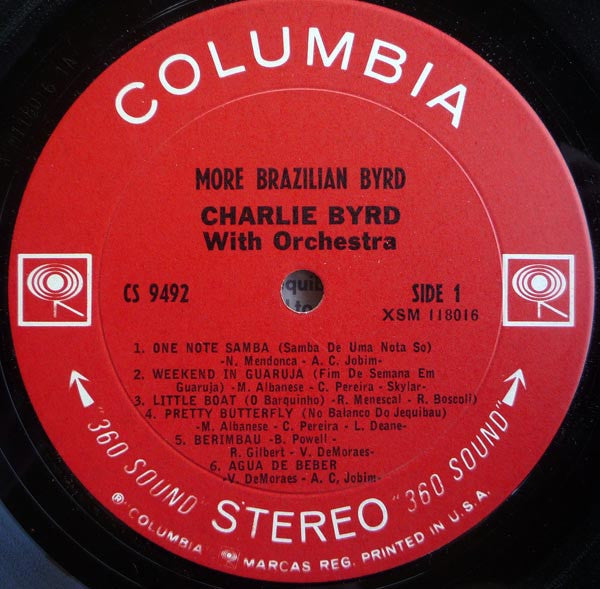 COLUMBIA
MORE BRAZILIAN BYRD
CHARLIE BYRD
With Orchestra
CS 9492
SIDE 1
XSM 118016
1. ONE NOTE SAMBA (Samba De Uma Nota So)
-N. Mendonca - A. C. Jobim-
2. WEEKEND IN GUARUJA (Fim De Semana Em
Guaruja) -M. Albanese - C. Pereira - Skylar-
3. LITTLE BOAT (O Barquinho) -R. Menescal - R. Boscoli-
4. PRETTY BUTTERFLY (No Balanco Do Jequibau)
-M. Albanese - C. Pereira - L. Deane-
5. BERIMBAU -B. Powell -
R. Gilbert - V. DeMoraes-
6. AGUA DE BEBER
-V. DeMoraes - A. C. Jobim-
"360 SOUND" STEREO "360 SOUND"
® "COLUMBIA" MARCAS REG. PRINTED IN U.S.A.